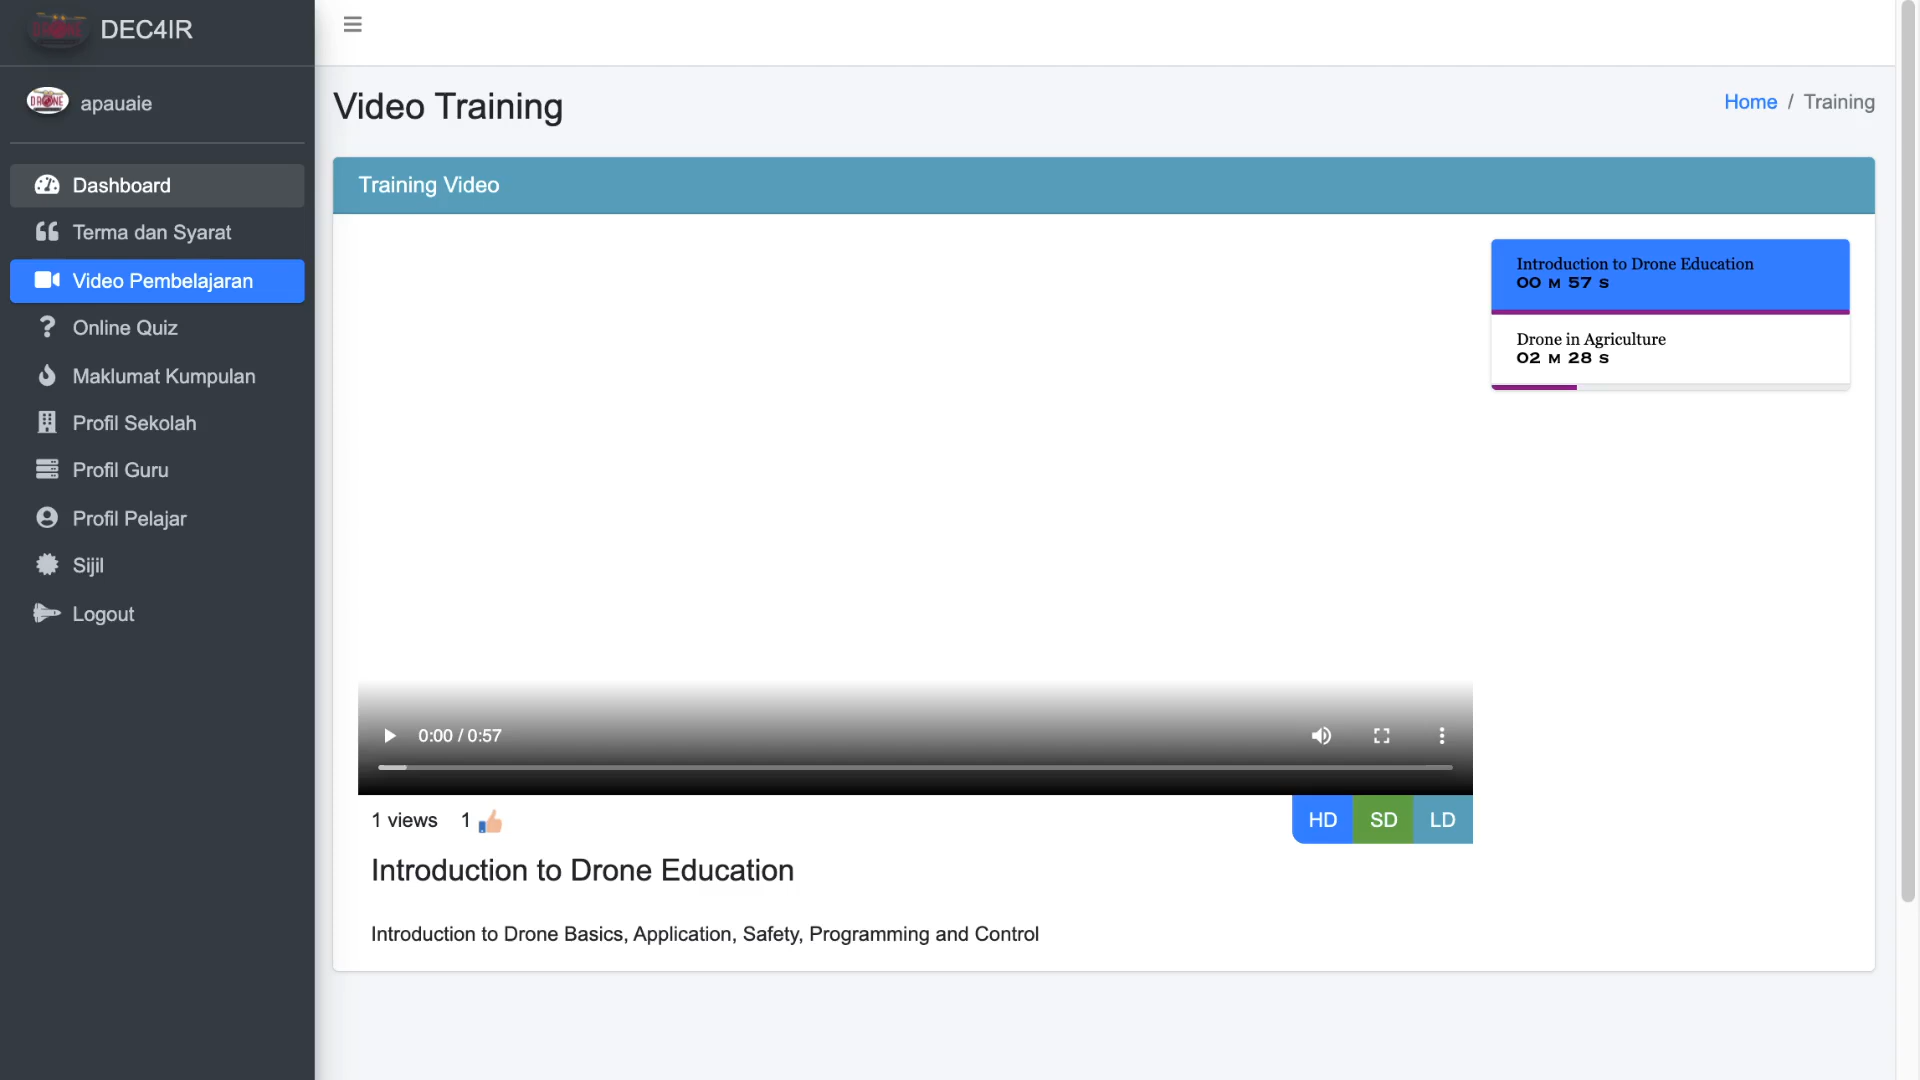 DRONE DEC4IR
DRONE apauaie
Dashboard
Terma dan Syarat
Video Pembelajaran
Online Quiz
Maklumat Kumpulan
Profil Sekolah
Profil Guru
Profil Pelajar
Sijil
Logout
Video Training
Home / Training
Training Video
Introduction to Drone Education
00 M 57 S
Drone in Agriculture
02 M 28 S
0:00 / 0:57
1 views 1
HD SD LD
Introduction to Drone Education
Introduction to Drone Basics, Application, Safety, Programming and Control